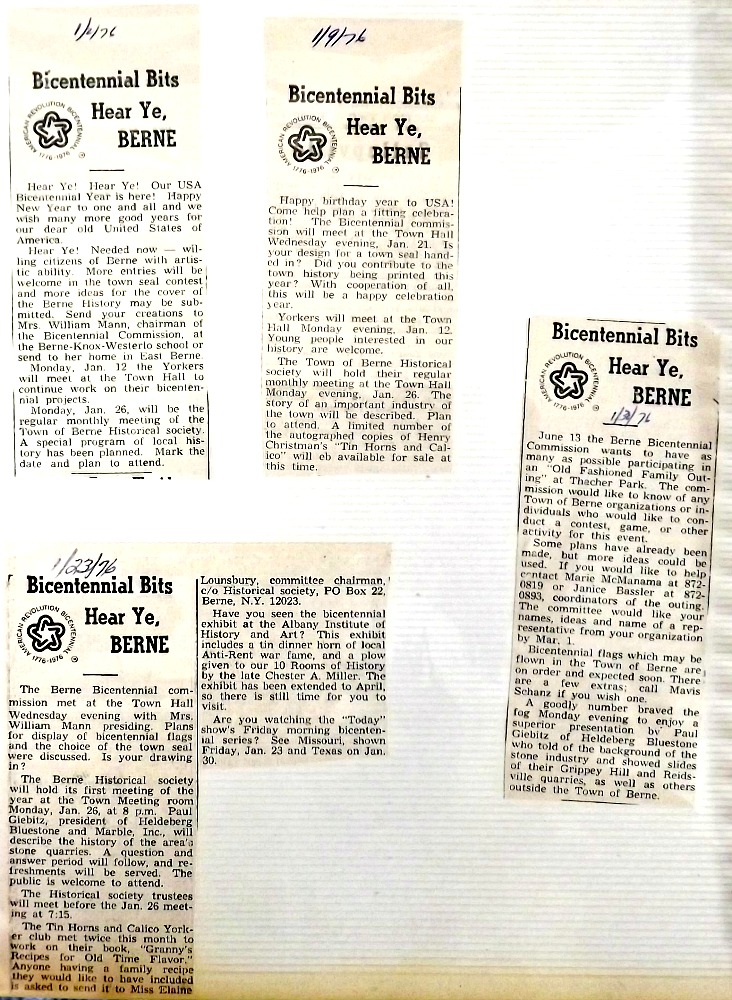 1/2/76
Bicentennial Bits
AMERICAN REVOLUTION BICENTENNIAL
1776-1976
Hear Ye,
BERNE
Hear Ye! Hear Ye! Our USA
Bicentennial Year is here! Happy
New Year to one and all and we
wish many more good years for
our dear old United States of
America.
Hear Ye! Needed now — wil-
ling citizens of Berne with artis-
tic ability. More entries will be
welcome in the town seal contest
and more ideas for the cover of
the Berne History may be sub-
mitted. Send your creations to
Mrs. William Mann, chairman of
the Bicentennial Commission, at
the Berne-Knox-Westerlo school or
send to her home in East Berne.
Monday, Jan. 12 the Yorkers
will meet at the Town Hall to
continue work on their bicenten-
nial projects.
Monday, Jan. 26, will be the
regular monthly meeting of the
Town of Berne Historical society.
A special program of local his-
tory has been planned. Mark the
date and plan to attend.
1/9/76
Bicentennial Bits
AMERICAN REVOLUTION BICENTENNIAL
1776-1976
Hear Ye,
BERNE
Happy birthday year to USA!
Come help plan a fitting celebra-
tion! The Bicentennial commis-
sion will meet at the Town Hall
Wednesday evening, Jan. 21. Is
your design for a town seal hand-
ed in? Did you contribute to the
town history being printed this
year? With cooperation of all,
this will be a happy celebration
year.
Yorkers will meet at the Town
Hall Monday evening, Jan. 12.
Young people interested in our
history are welcome.
The Town of Berne Historical
society will hold their regular
monthly meeting at the Town Hall
Monday evening, Jan. 26. The
story of an important industry of
the town will be described. Plan
to attend. A limited number of
the autographed copies of Henry
Christman's "Tin Horns and Cal-
ico" will eb available for sale at
this time.
1/23/76
Bicentennial Bits
AMERICAN REVOLUTION BICENTENNIAL
1776-1976
Hear Ye,
BERNE
The Berne Bicentennial com-
mission met at the Town Hall
Wednesday evening with Mrs.
William Mann presiding. Plans
for display of bicentennial flags
and the choice of the town seal
were discussed. Is your drawing
in?
The Berne Historical society
will hold its first meeting of the
year at the Town Meeting room
Monday, Jan. 26, at 8 p.m. Paul
Giebitz, president of Heldeberg
Bluestone and Marble, Inc., will
describe the history of the area's
stone quarries. A question and
answer period will follow, and re-
freshments will be served. The
public is welcome to attend.
The Historical society trustees
will meet before the Jan. 26 meet-
ing at 7:15.
The Tin Horns and Calico York-
er club met twice this month to
work on their book, "Granny's
Recipes for Old Time Flavor."
Anyone having a family recipe
they would like to have included
is asked to send it to Miss Elaine
Lounsbury, committee chairman,
c/o Historical society, PO Box 22,
Berne, N.Y. 12023.
Have you seen the bicentennial
exhibit at the Albany Institute of
History and Art? This exhibit
includes a tin dinner horn of local
Anti-Rent war fame, and a plow
given to our 10 Rooms of History
by the late Chester A. Miller. The
exhibit has been extended to April,
so there is still time for you to
visit.
Are you watching the "Today"
show's Friday morning bicenten-
ial series? See Missouri, shown
Friday, Jan. 23 and Texas on Jan.
30.
Bicentennial Bits
AMERICAN REVOLUTION BICENTENNIAL
1776-1976
Hear Ye,
BERNE
1/31/76
June 13 the Berne Bicentennial
Commission wants to have as
many as possible participating in
an "Old Fashioned Family Out-
ing" at Thacher Park. The com-
mission would like to know of any
Town of Berne organizations or in-
dividuals who would like to con-
duct a contest, game, or other
activity for this event.
Some plans have already been
made, but more ideas could be
used. If you would like to help
contact Marie McManama at 872-
0819 or Janice Bassler at 872-
0893, coordinators of the outing.
The committee would like your
names, ideas and name of a rep-
resentative from your organization
by Mar. 1.
Bicentennial flags which may be
flown in the Town of Berne are
on order and expected soon. There
are a few extras; call Mavis
Schanz if you wish one.
A goodly number braved the
fog Monday evening to enjoy a
superior presentation by Paul
Giebitz of Heldeberg Bluestone
who told of the background of the
stone industry and showed slides
of their Grippey Hill and Reids-
ville quarries, as well as others
outside the Town of Berne.